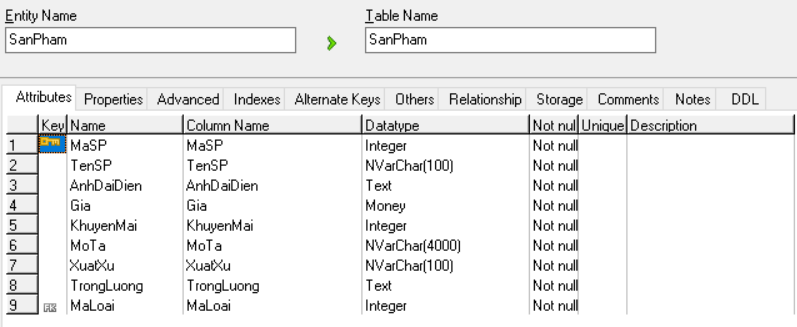 Entity Name Table Name
SanPham SanPham
Attributes Properties Advanced Indexes Alternate Keys Others Relationship Storage Comments Notes DDL
Key Name Column Name Datatype Not nul Unique Description
1 MaSP MaSP Integer Not null
2 TenSP TenSP NVarChar(100) Not null
3 AnhDaiDien AnhDaiDien Text Not null
4 Gia Gia Money Not null
5 KhuyenMai KhuyenMai Integer Not null
6 MoTa MoTa NVarChar(4000) Not null
7 XuatXu XuatXu NVarChar(100) Not null
8 TrongLuong TrongLuong Text Not null
9 FK MaLoai MaLoai Integer Not null